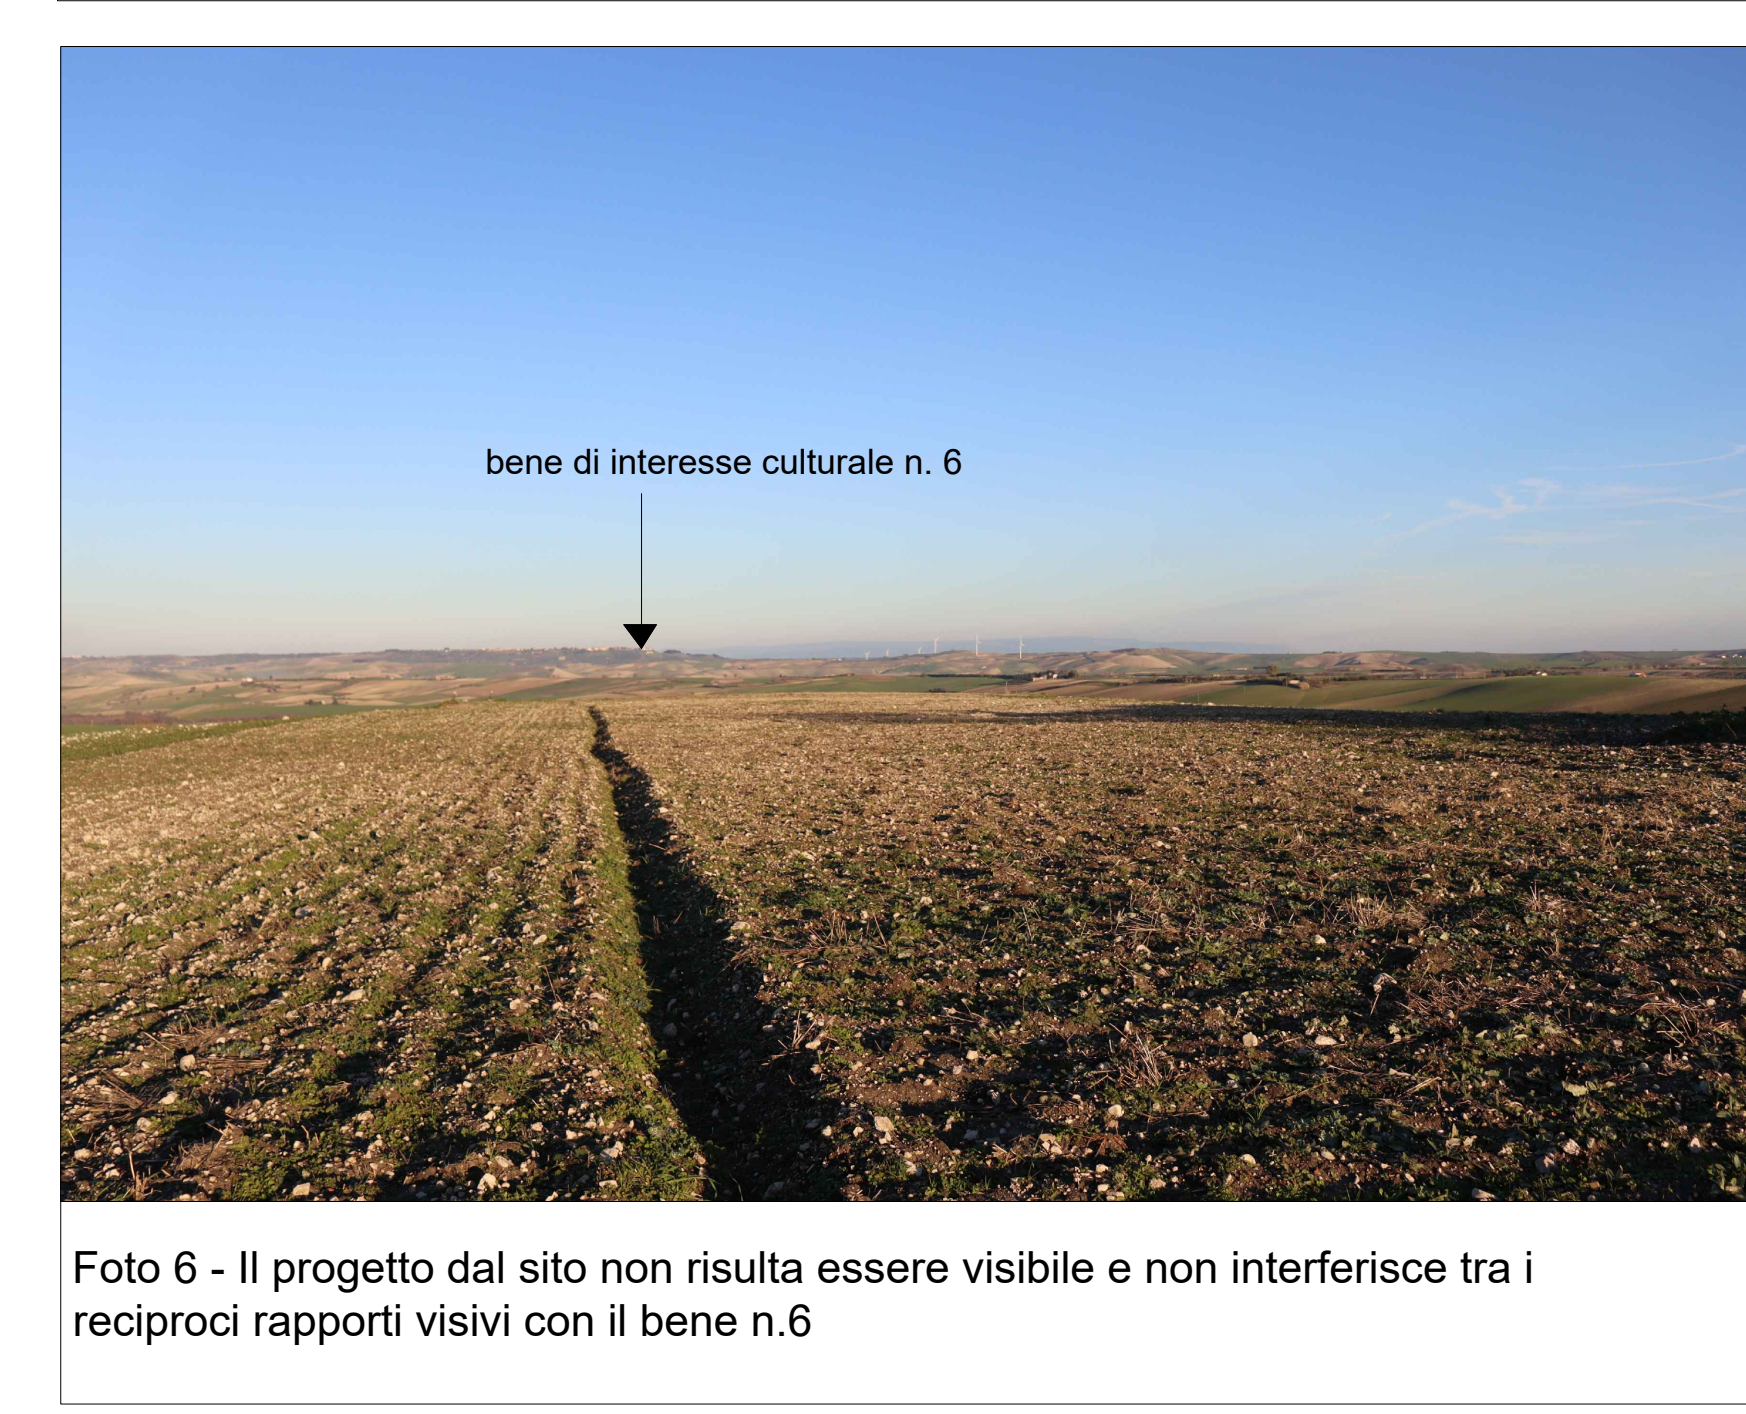 bene di interesse culturale n. 6
Foto 6 - Il progetto dal sito non risulta essere visibile e non interferisce tra i
reciproci rapporti visivi con il bene n.6